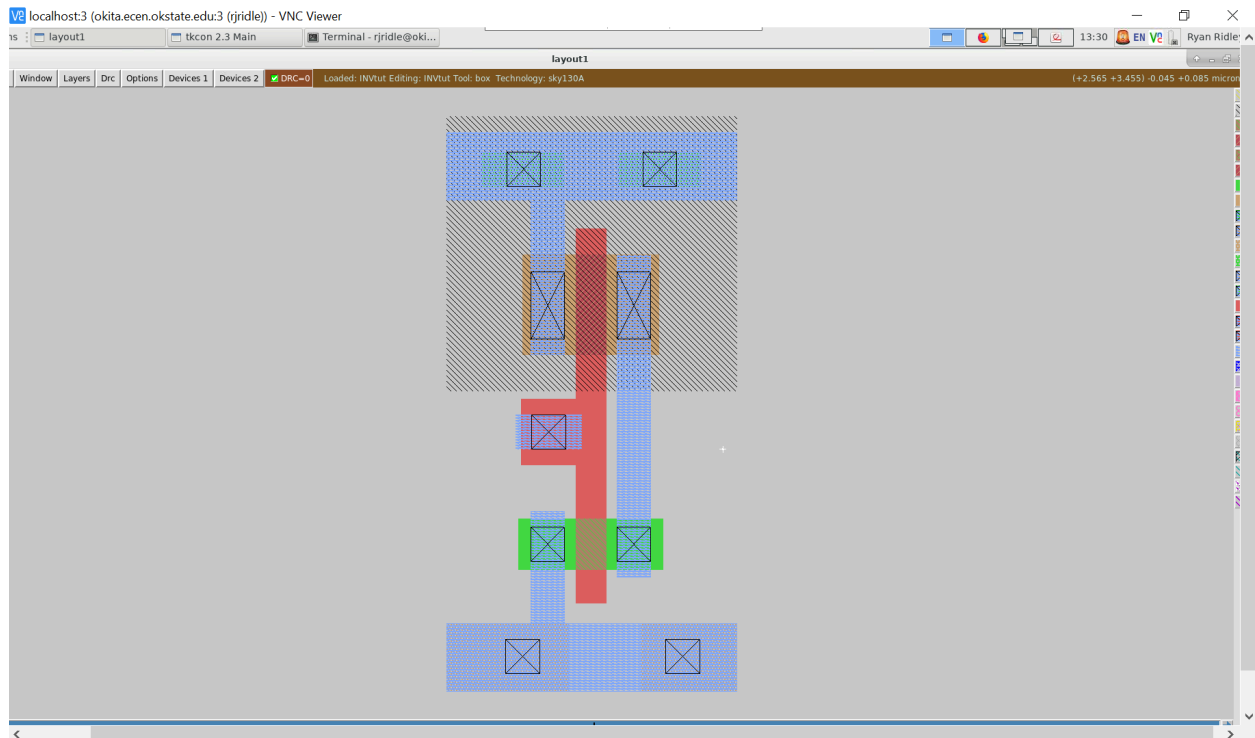 localhost:3 (okita.ecen.okstate.edu:3 (rjridle)) - VNC Viewer
ns layout1 tkcon 2.3 Main Terminal - rjridle@oki... 13:30 EN Ryan Ridle
layout1
Window Layers Drc Options Devices 1 Devices 2 DRC=0 Loaded: INVtut Editing: INVtut Tool: box Technology: sky130A (+2.565 +3.455) -0.045 +0.085 micron